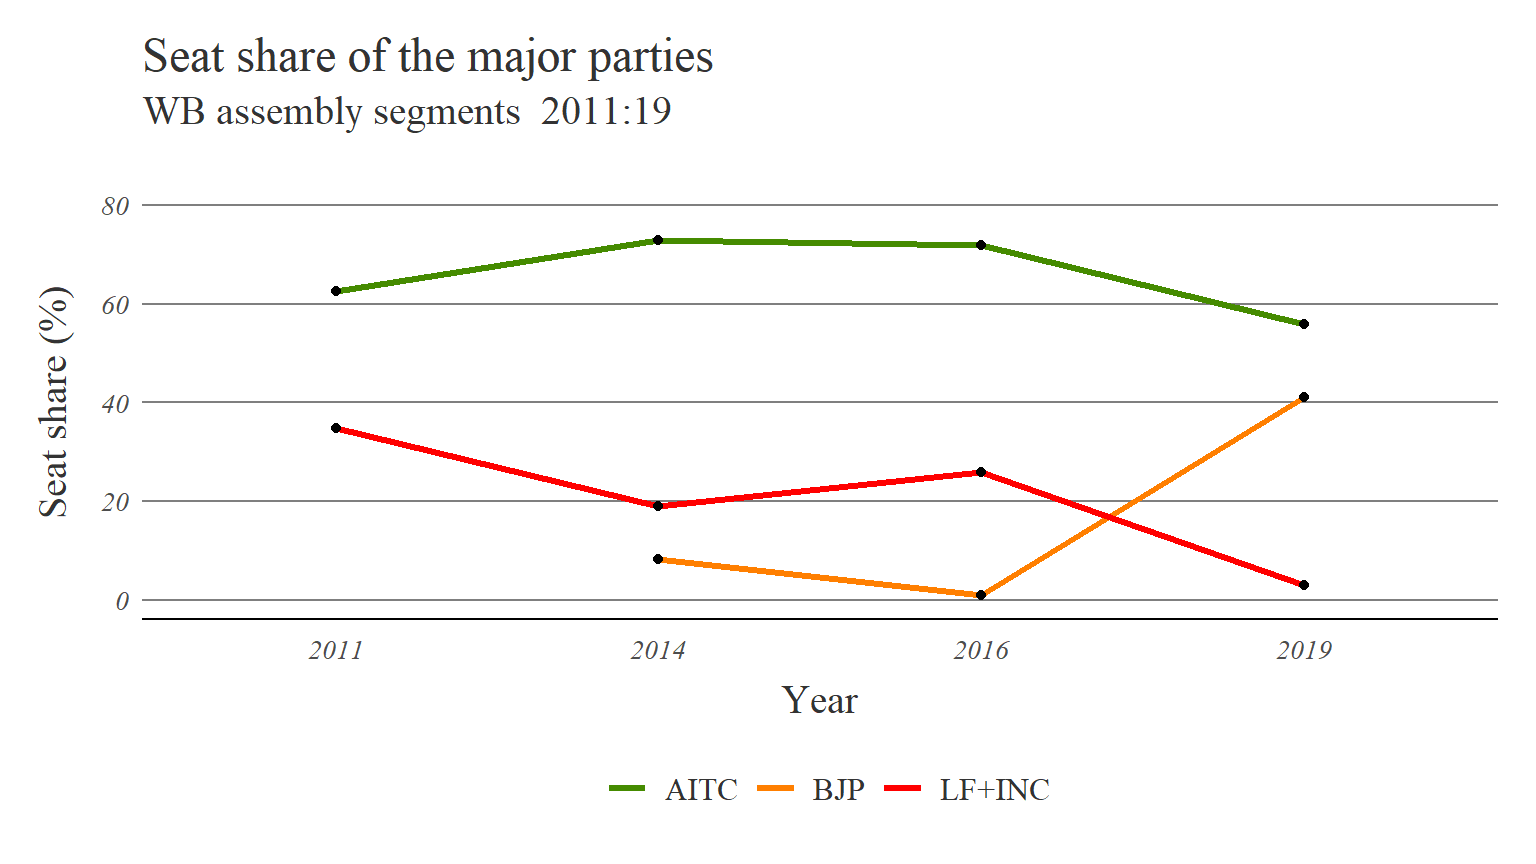 Seat share of the major parties
WB assembly segments  2011:19
Seat share (%)
80
60
40
20
0
2011 2014 2016 2019
Year
AITC BJP LF+INC